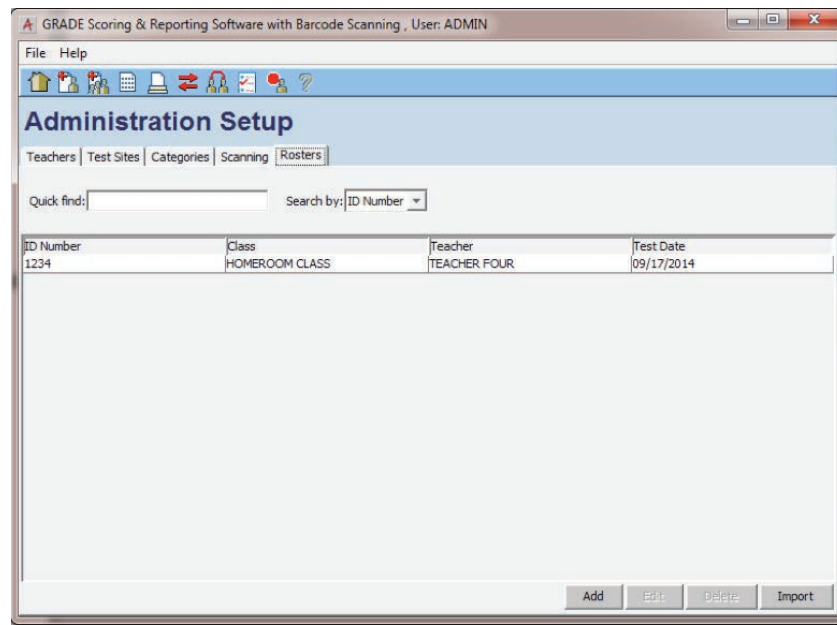 GRADE Scoring & Reporting Software with Barcode Scanning , User: ADMIN
File Help
Administration Setup
Teachers Test Sites Categories Scanning Rosters
Quick find: Search by: ID Number
ID Number Class Teacher Test Date
1234 HOMEROOM CLASS TEACHER FOUR 09/17/2014
Add Edit Delete Import